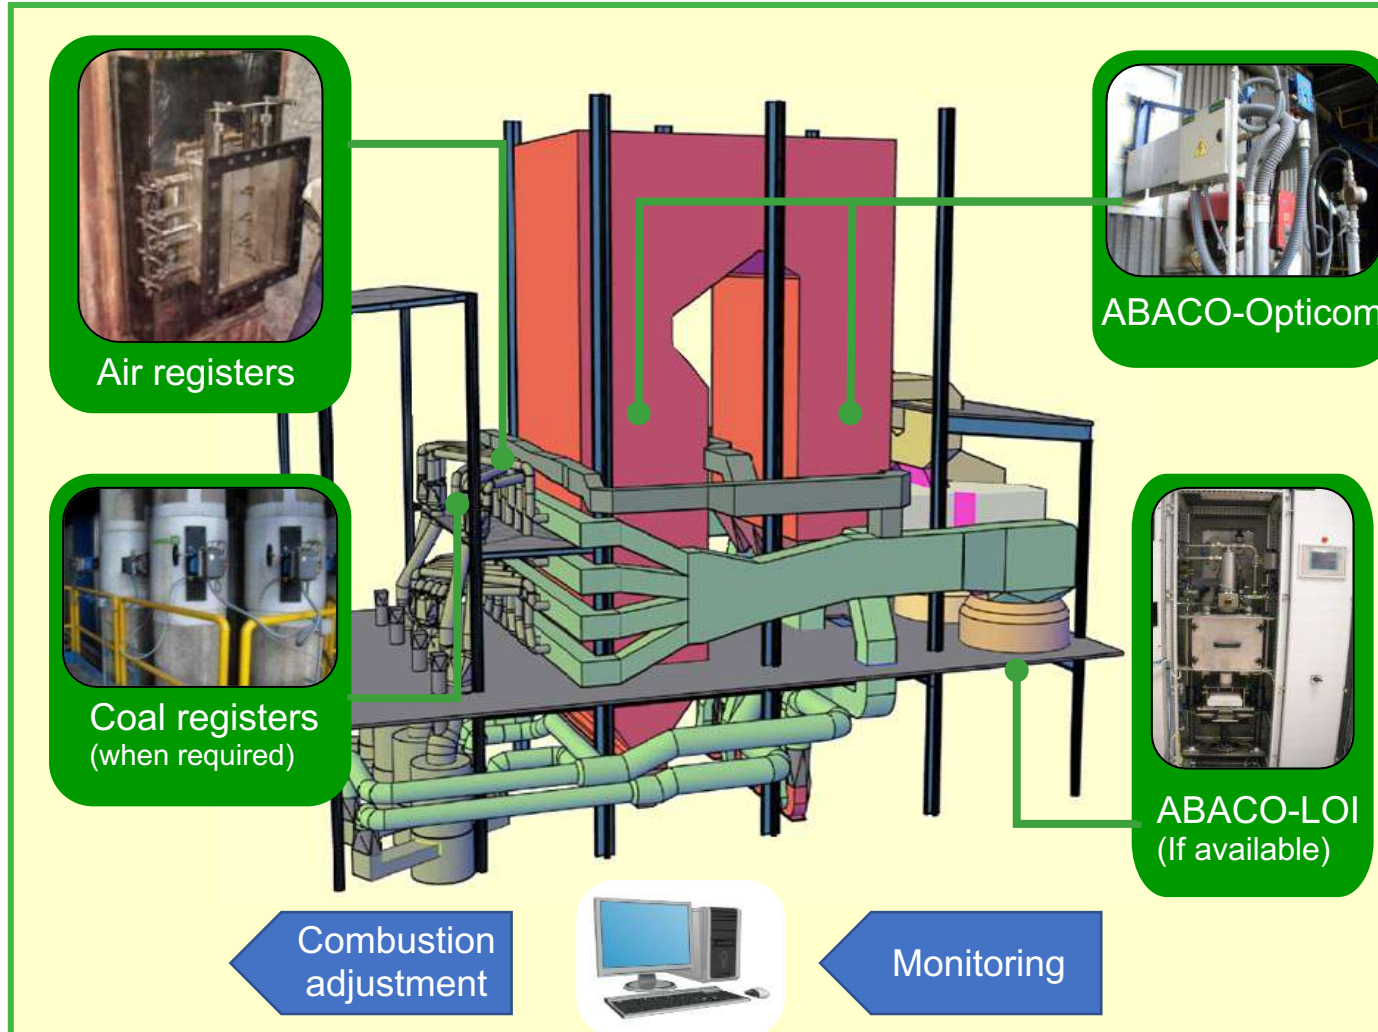 Air registers
ABACO-Opticom
Coal registers
(when required)
ABACO-LOI
(If available)
Combustion
adjustment
Monitoring